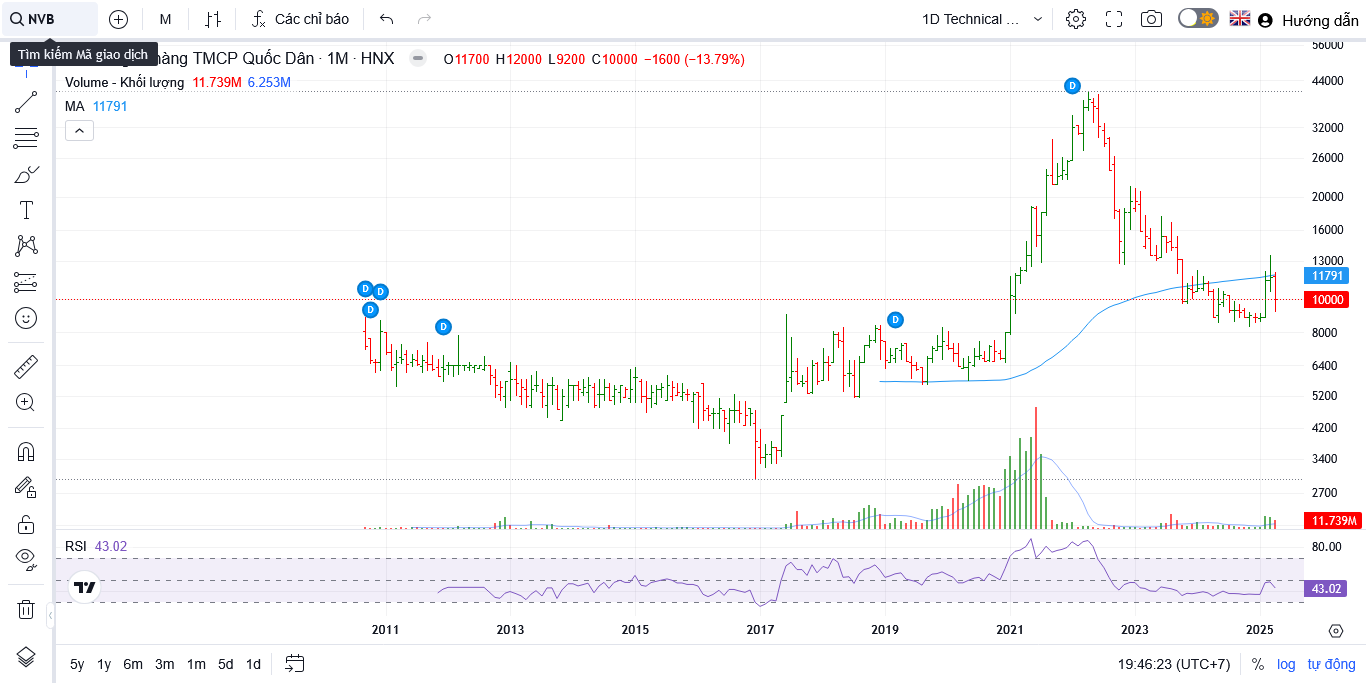 NVB M Các chỉ báo 1D Technical ... Hướng dẫn
Tìm kiếm Mã giao dịch
hàng TMCP Quốc Dân · 1M · HNX O11700 H12000 L9200 C10000 −1600 (−13.79%)
Volume - Khối lượng 11.739M 6.253M
MA 11791
D
D
D
D
D
D
56000
44000
32000
26000
20000
16000
13000
11791
10000
8000
6400
5200
4200
3400
2700
11.739M
RSI 43.02
80.00
43.02
2011 2013 2015 2017 2019 2021 2023 2025
5y 1y 6m 3m 1m 5d 1d 19:46:23 (UTC+7) % log tự động